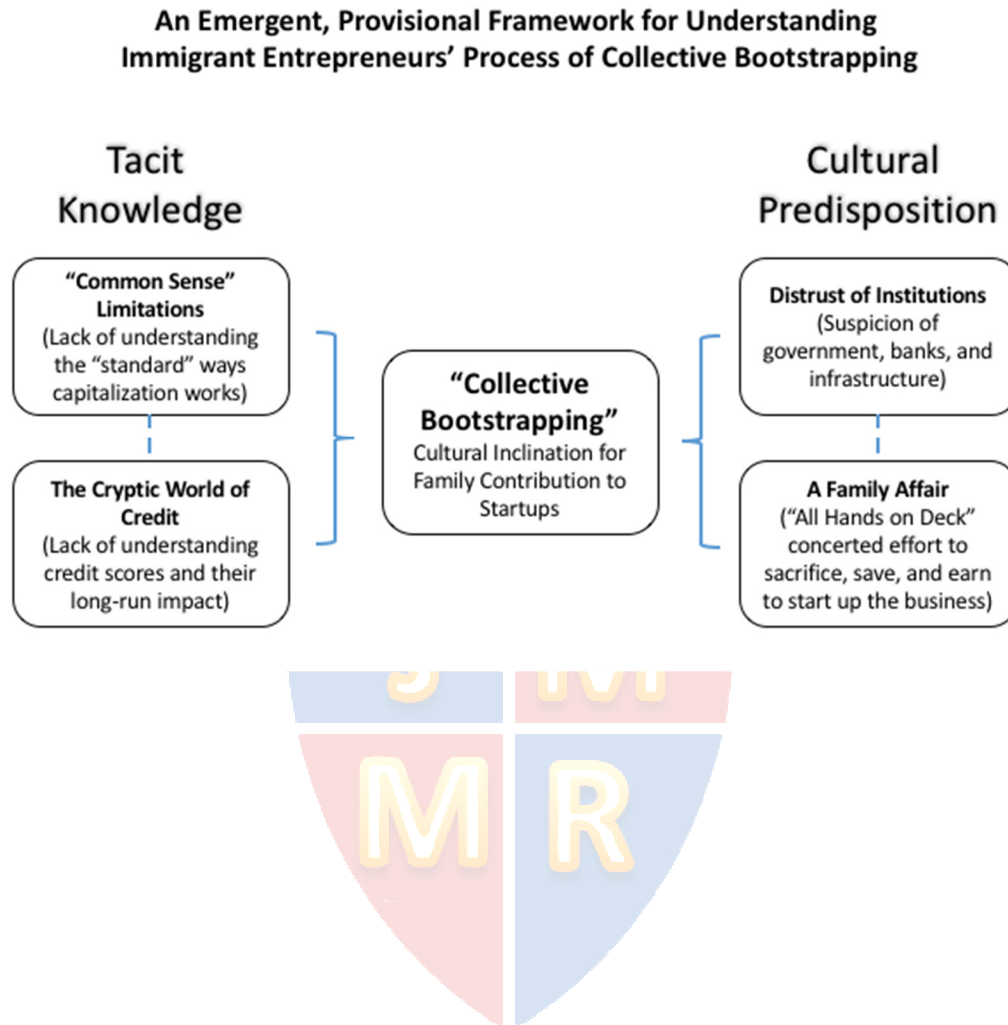 An Emergent, Provisional Framework for Understanding
Immigrant Entrepreneurs’ Process of Collective Bootstrapping
Tacit
Knowledge
“Common Sense”
Limitations
(Lack of understanding
the “standard” ways
capitalization works)
The Cryptic World of
Credit
(Lack of understanding
credit scores and their
long-run impact)
“Collective
Bootstrapping”
Cultural Inclination for
Family Contribution to
Startups
Cultural
Predisposition
Distrust of Institutions
(Suspicion of
government, banks, and
infrastructure)
A Family Affair
(“All Hands on Deck”
concerted effort to
sacrifice, save, and earn
to start up the business)
J M
M R